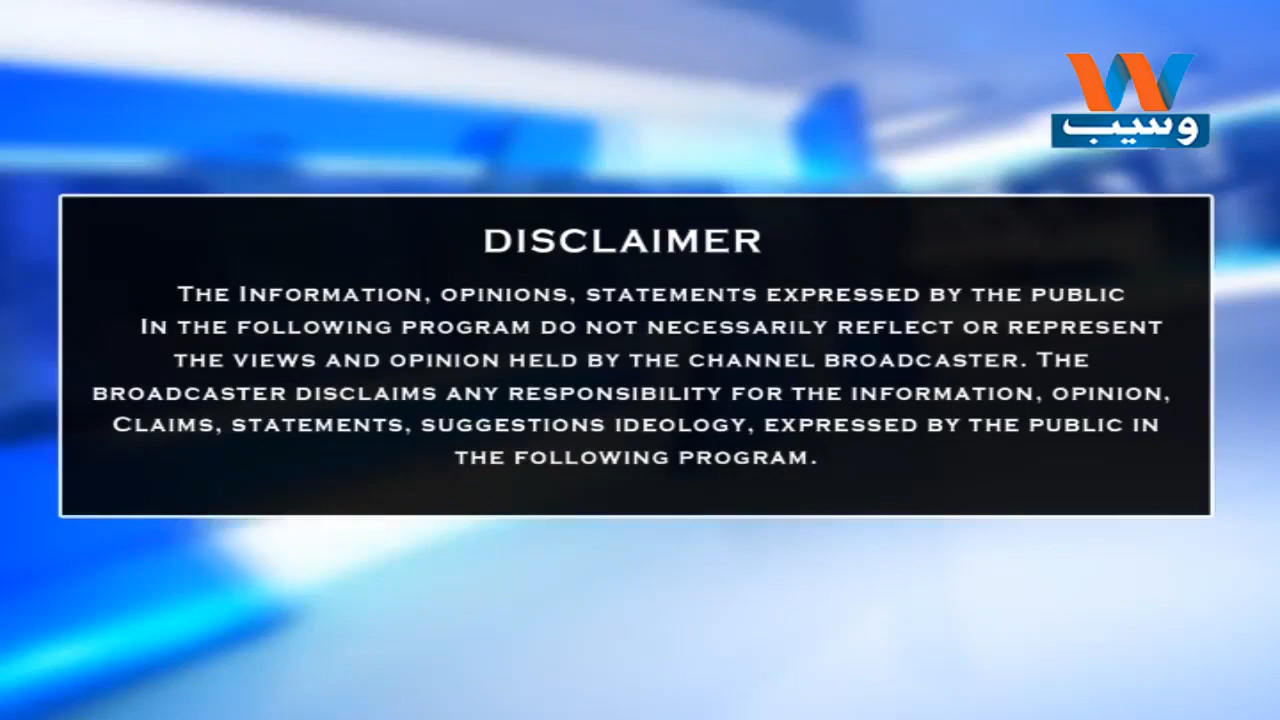 وسیب
DISCLAIMER
The Information, opinions, statements expressed by the public
In the following program do not necessarily reflect or represent
the views and opinion held by the channel broadcaster. The
broadcaster disclaims any responsibility for the information, opinion,
Claims, statements, suggestions ideology, expressed by the public in
the following program.